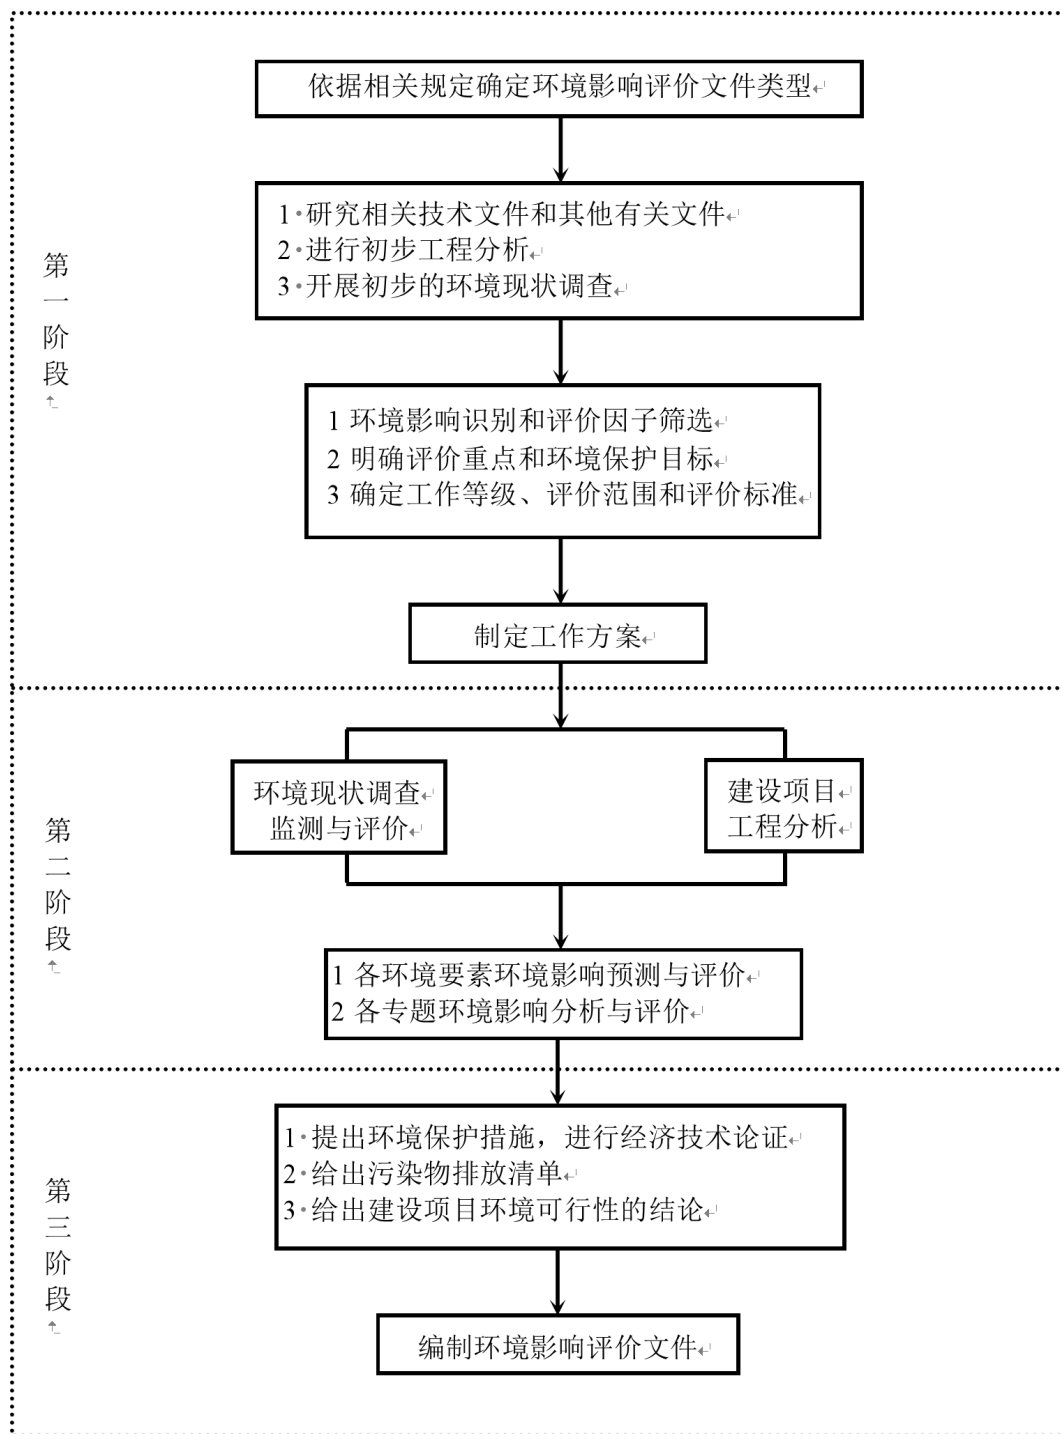 依据相关规定确定环境影响评价文件类型
第一阶段
1·研究相关技术文件和其他有关文件
2·进行初步工程分析
3·开展初步的环境现状调查
1 环境影响识别和评价因子筛选
2 明确评价重点和环境保护目标
3 确定工作等级、评价范围和评价标准
制定工作方案
第二阶段
环境现状调查
监测与评价
建设项目
工程分析
1 各环境要素环境影响预测与评价
2 各专题环境影响分析与评价
第三阶段
1·提出环境保护措施，进行经济技术论证
2·给出污染物排放清单
3·给出建设项目环境可行性的结论
编制环境影响评价文件